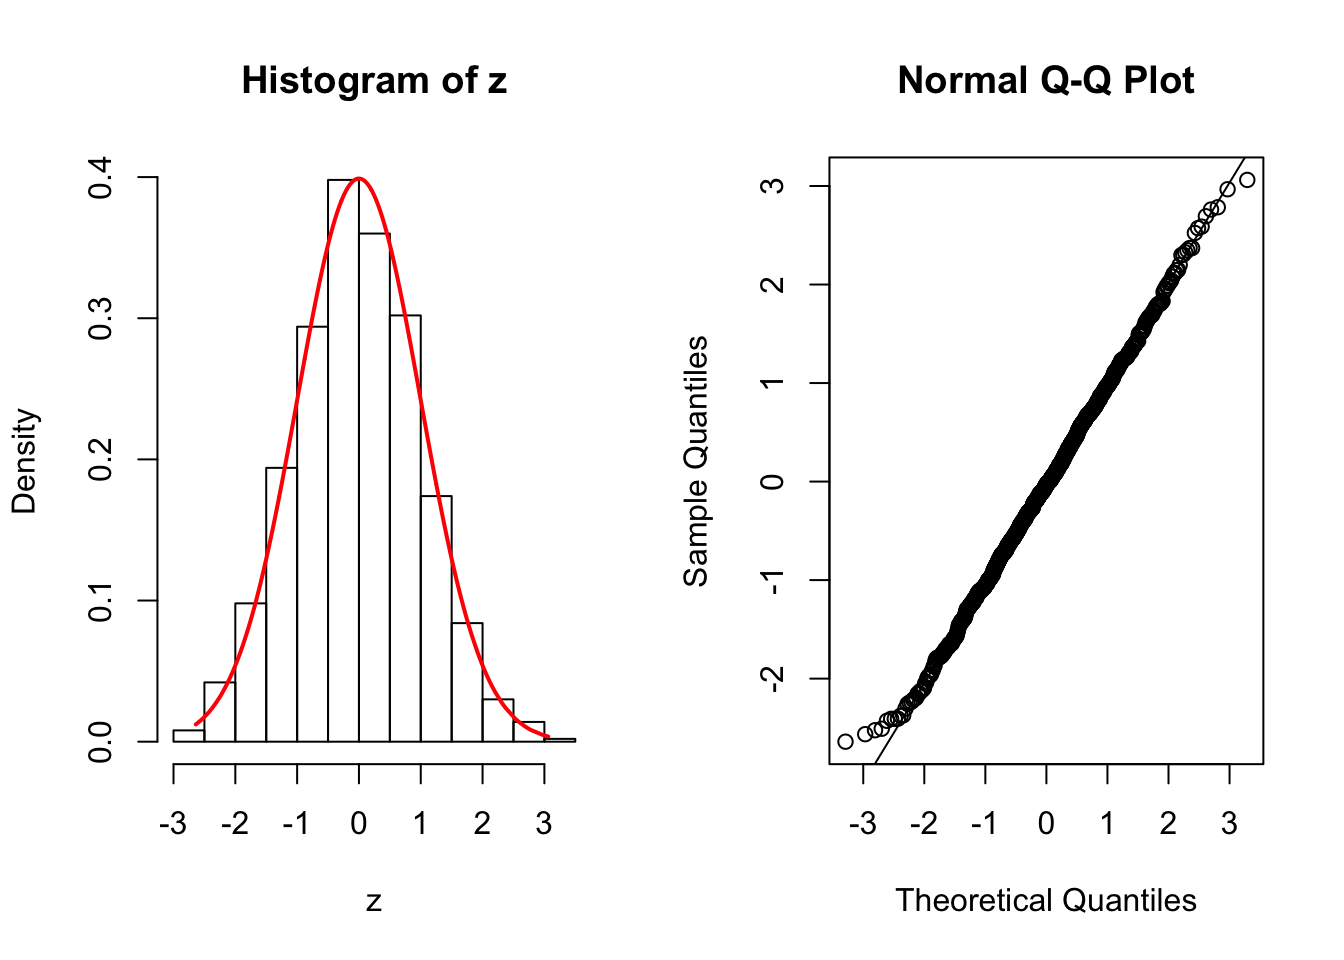 Histogram of z
Density
0.0
0.1
0.2
0.3
0.4
-3 -2 -1 0 1 2 3
z
Normal Q-Q Plot
Sample Quantiles
3
2
1
0
-1
-2
-3 -2 -1 0 1 2 3
Theoretical Quantiles